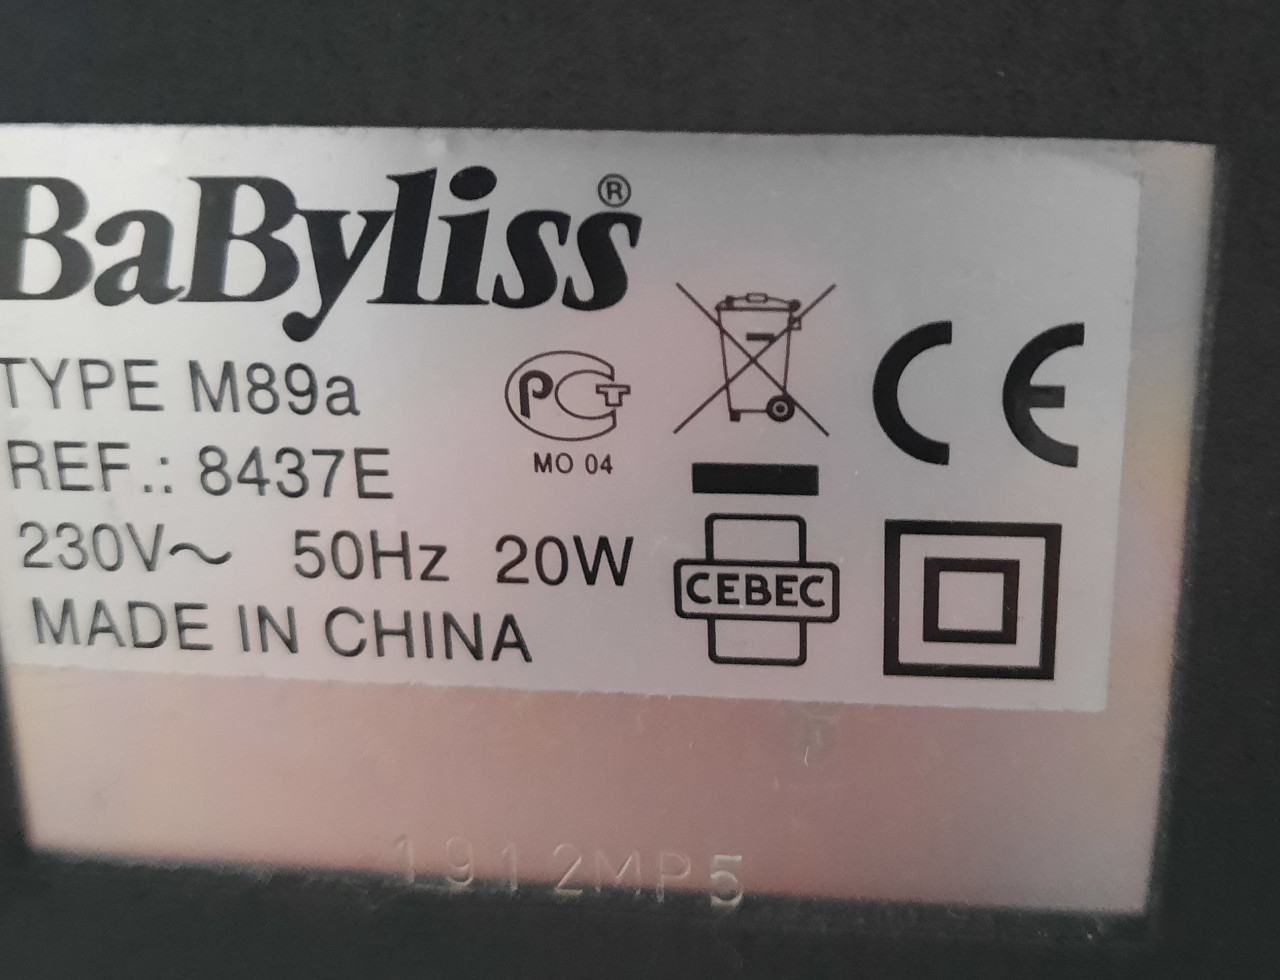 BaByliss®
TYPE M89a
PCT
MO 04
CE
REF.: 8437E
230V~ 50Hz 20W
CEBEC
MADE IN CHINA
1912MP5